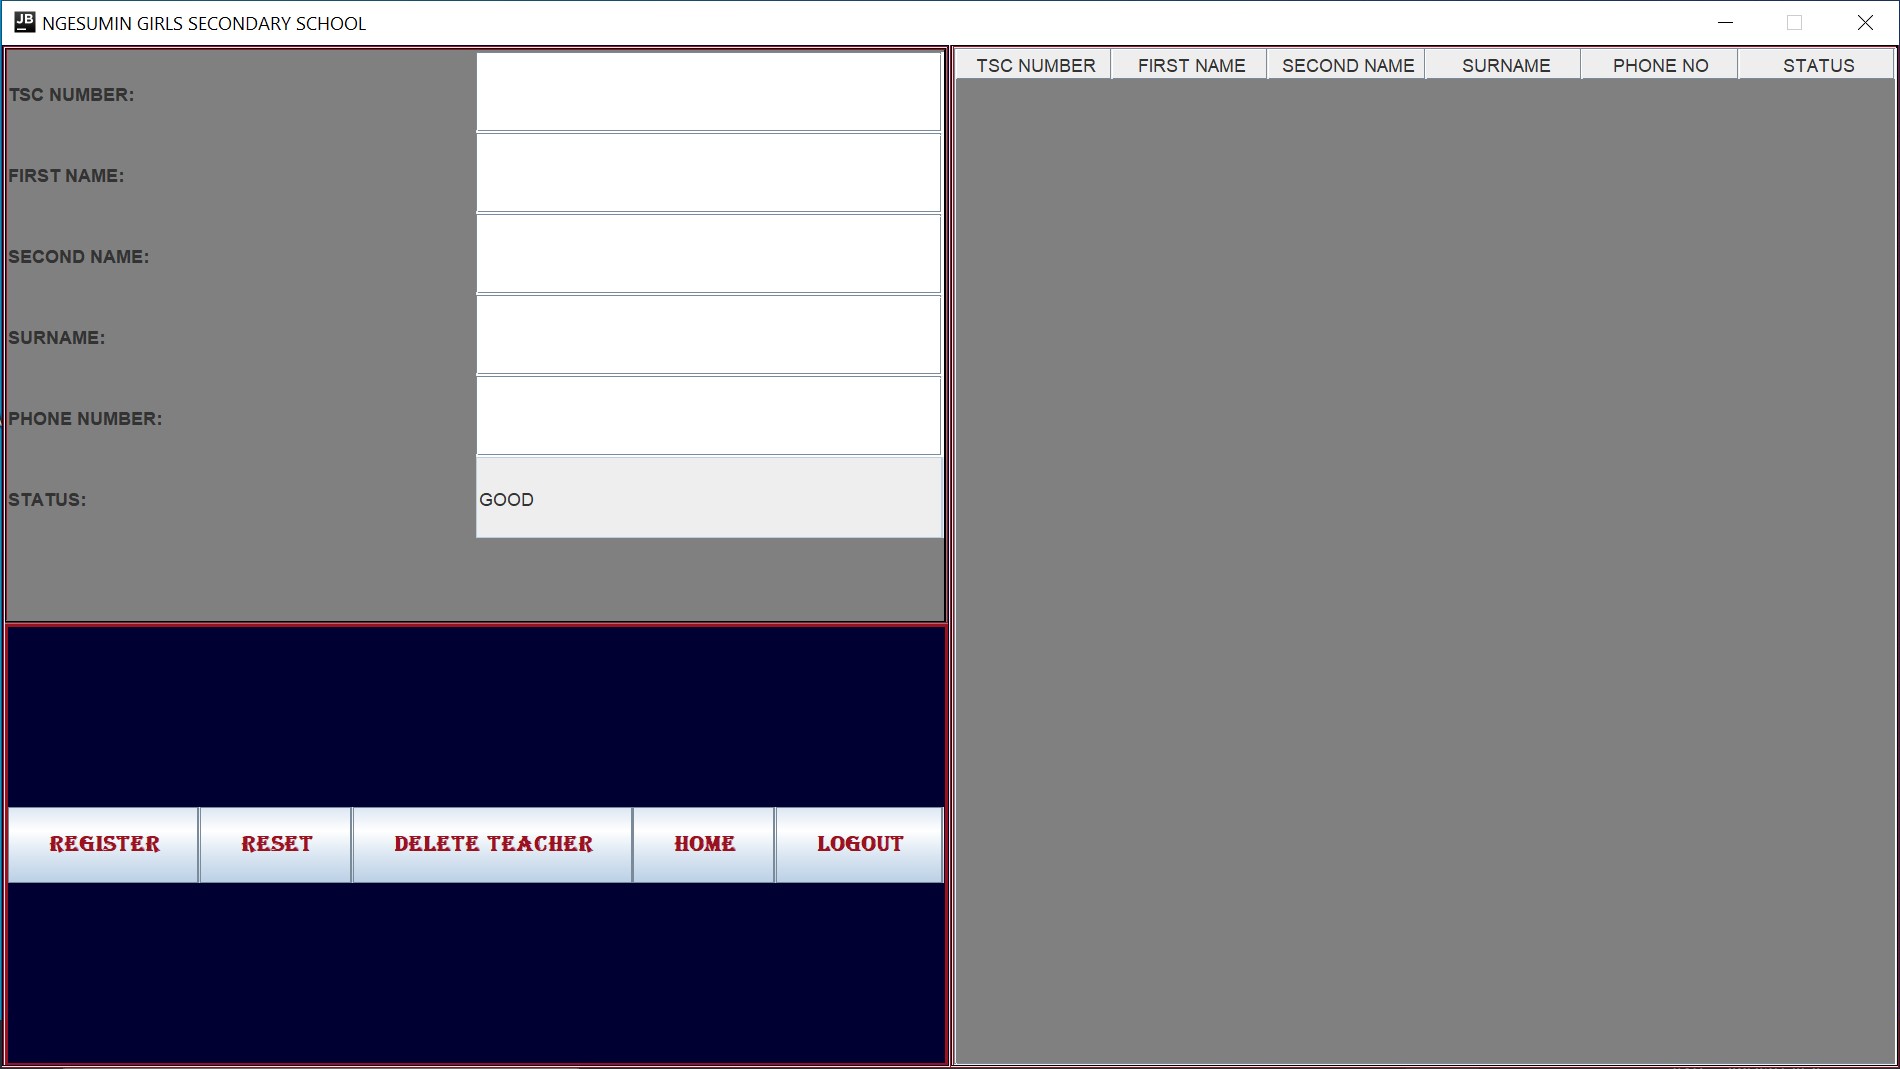 JB NGESUMIN GIRLS SECONDARY SCHOOL
TSC NUMBER:
FIRST NAME:
SECOND NAME:
SURNAME:
PHONE NUMBER:
STATUS: GOOD
REGISTER RESET DELETE TEACHER HOME LOGOUT
TSC NUMBER FIRST NAME SECOND NAME SURNAME PHONE NO STATUS